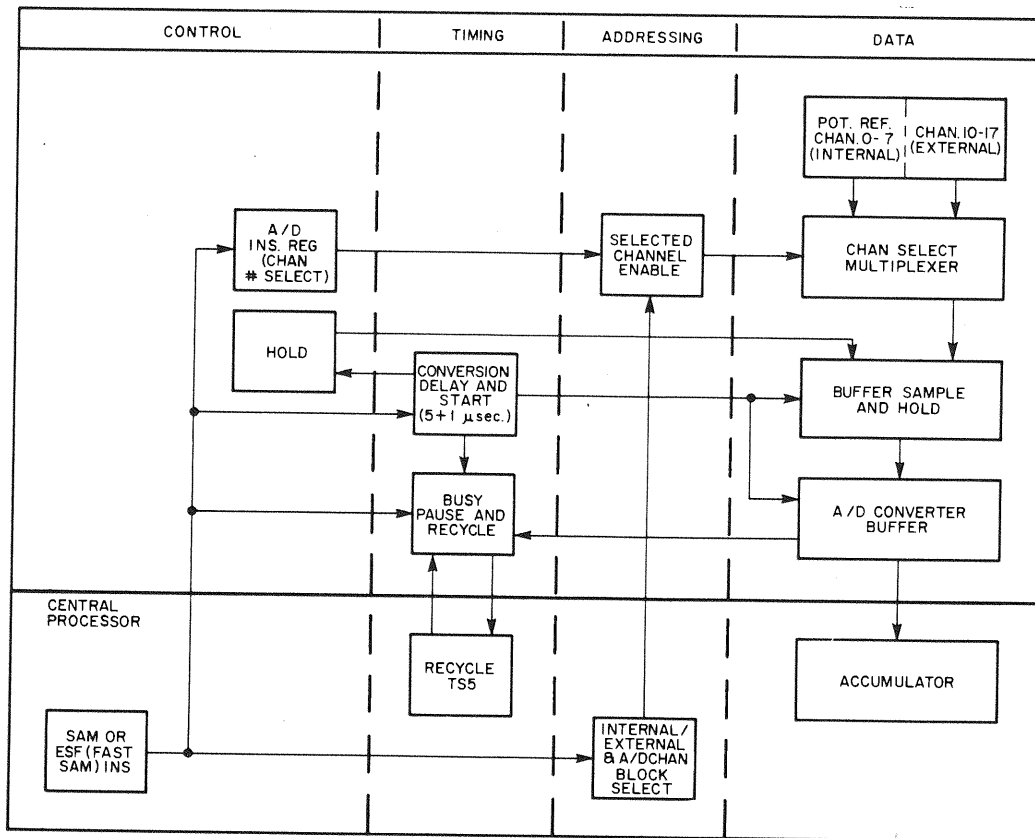 CONTROL
TIMING
ADDRESSING
DATA
POT. REF.
CHAN. 0-7
(INTERNAL)
CHAN. 10-17
(EXTERNAL)
A/D
INS. REG
(CHAN
# SELECT)
SELECTED
CHANNEL
ENABLE
CHAN SELECT
MULTIPLEXER
HOLD
CONVERSION
DELAY AND
START
(5+1 µsec.)
BUFFER SAMPLE
AND HOLD
BUSY
PAUSE AND
RECYCLE
A/D CONVERTER
BUFFER
CENTRAL
PROCESSOR
RECYCLE
TS5
ACCUMULATOR
SAM OR
ESF (FAST
SAM) INS
INTERNAL/
EXTERNAL
& A/DCHAN
BLOCK
SELECT